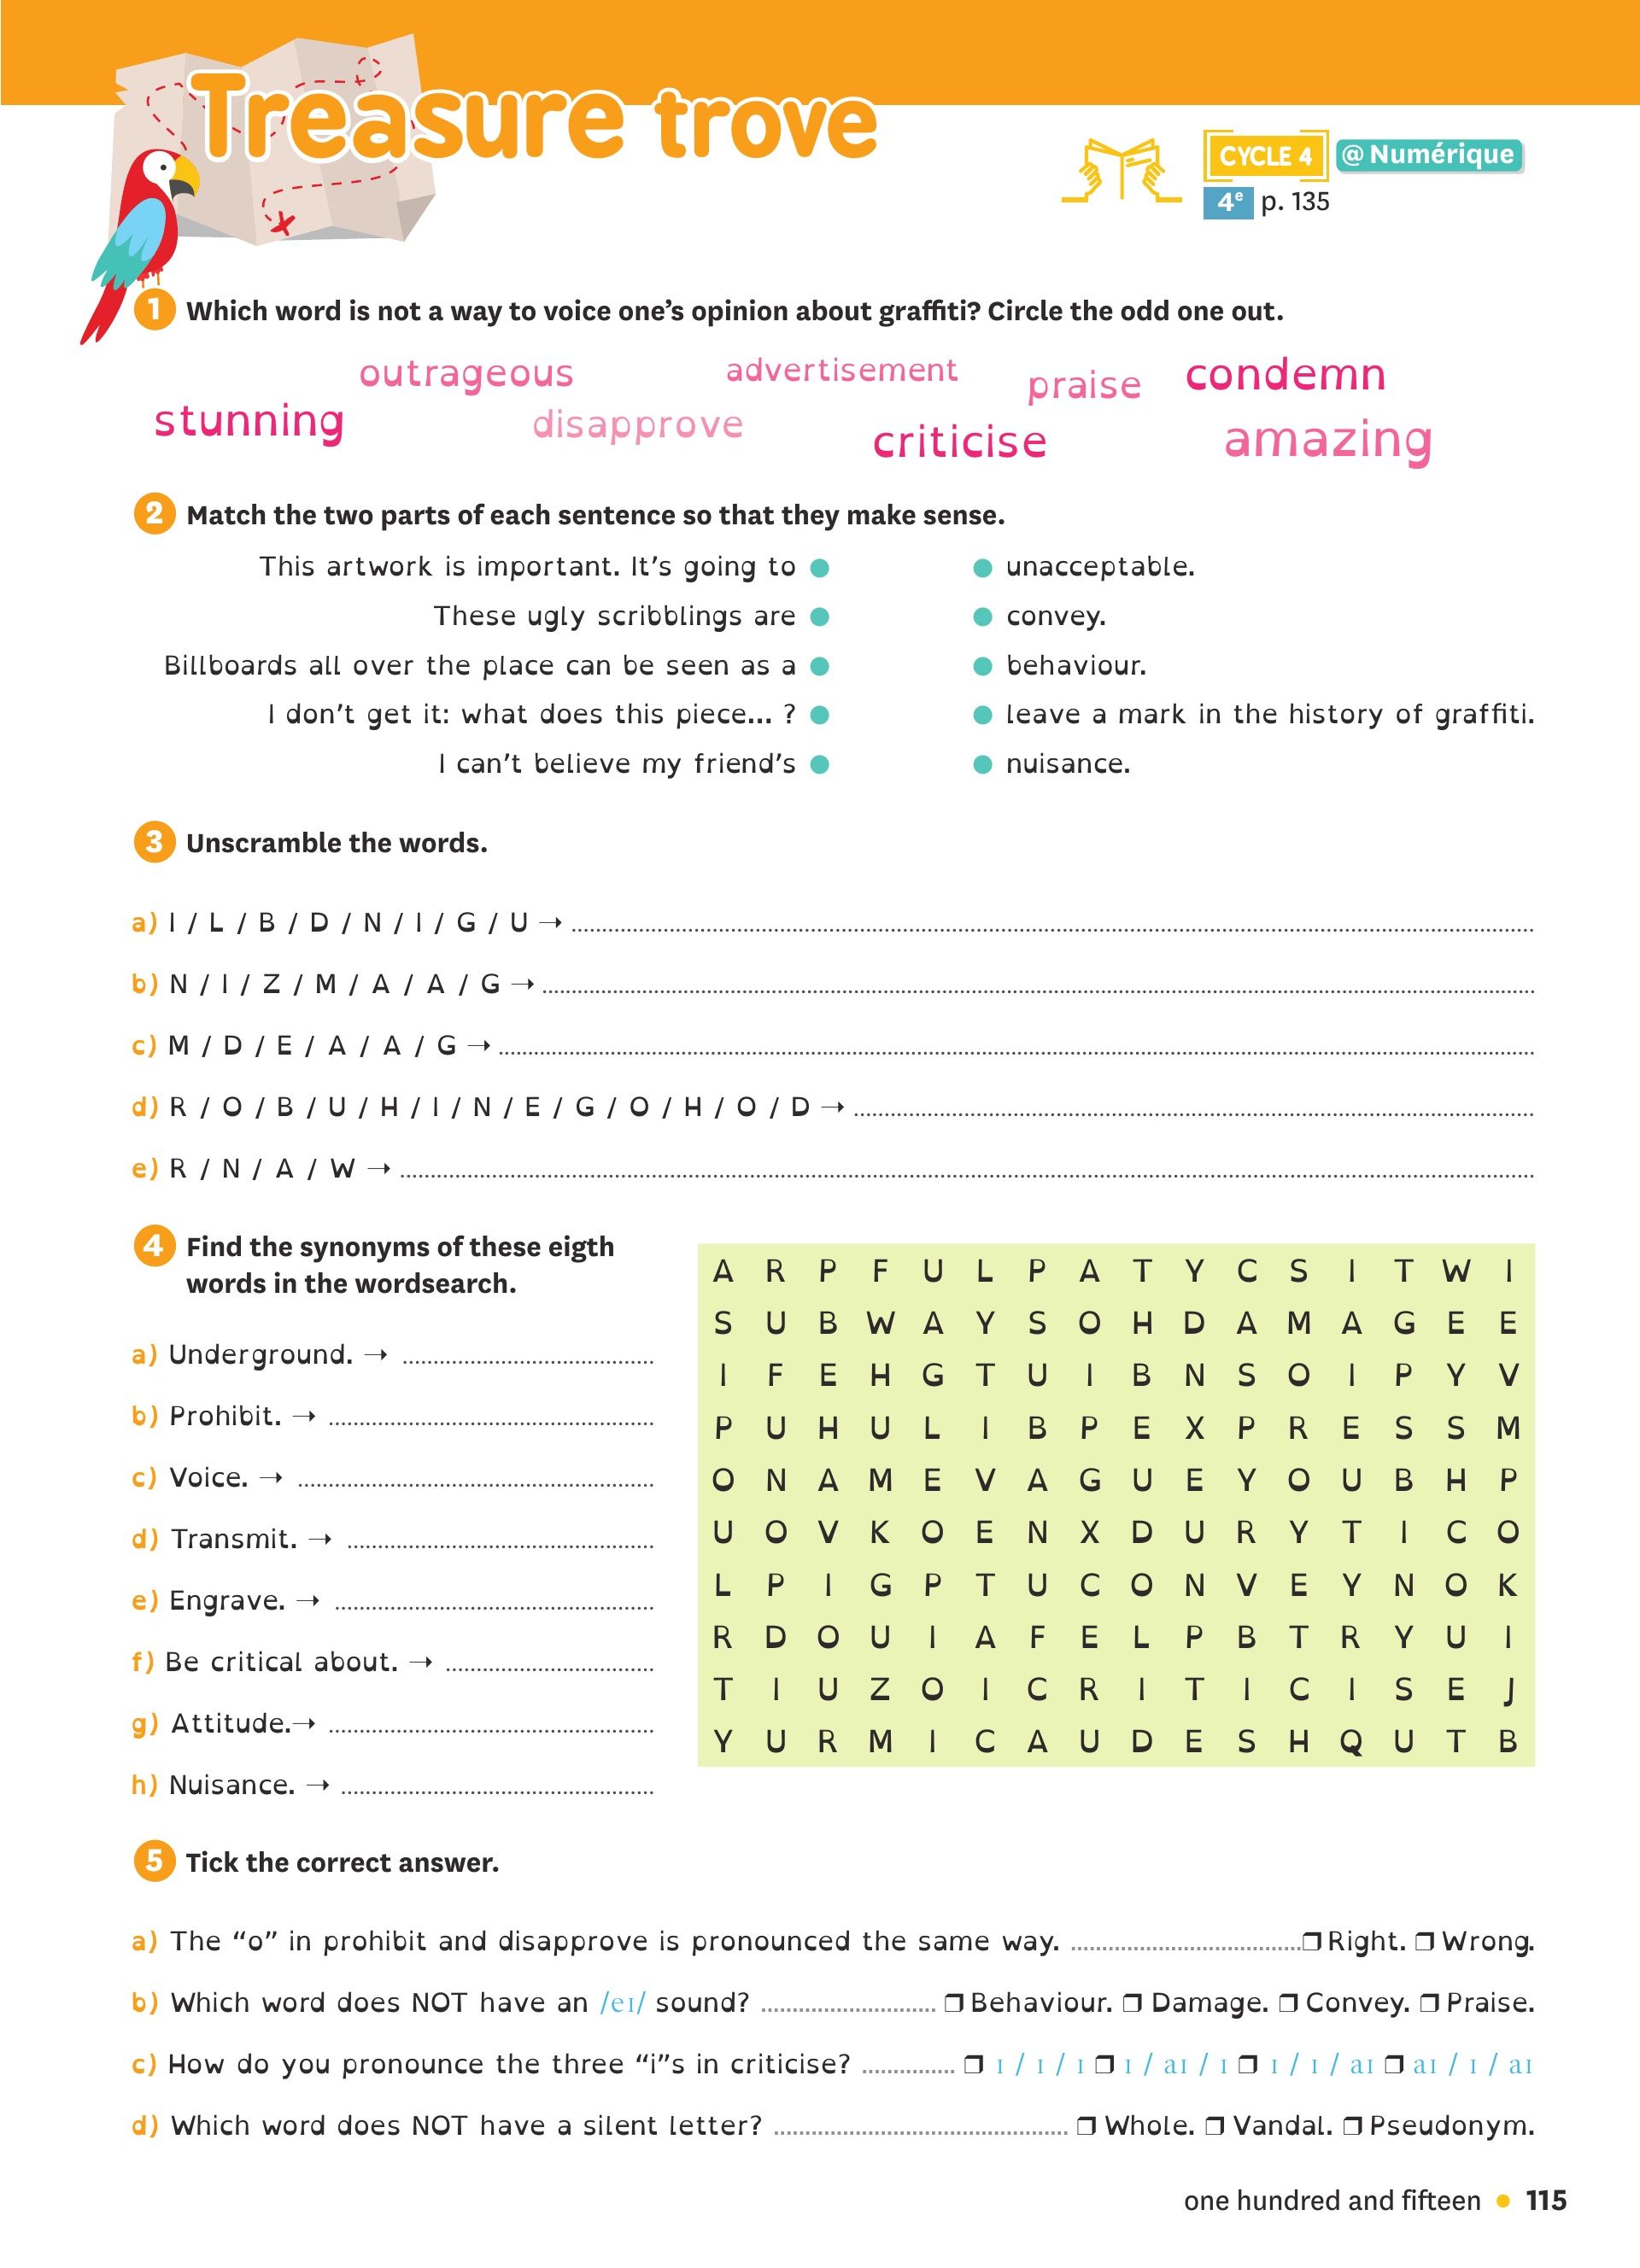 Treasure trove
CYCLE 4 @ Numérique
4e p. 135
1 Which word is not a way to voice one’s opinion about graffiti? Circle the odd one out.
outrageous advertisement praise condemn
stunning disapprove criticise amazing
2 Match the two parts of each sentence so that they make sense.
This artwork is important. It’s going to ● ● unacceptable.
These ugly scribblings are ● ● convey.
Billboards all over the place can be seen as a ● ● behaviour.
I don’t get it: what does this piece... ? ● ● leave a mark in the history of graffiti.
I can’t believe my friend’s ● ● nuisance.
3 Unscramble the words.
a) I / L / B / D / N / I / G / U →
b) N / I / Z / M / A / A / G →
c) M / D / E / A / A / G →
d) R / O / B / U / H / I / N / E / G / O / H / O / D →
e) R / N / A / W →
4 Find the synonyms of these eigth
words in the wordsearch.
a) Underground. →
b) Prohibit. →
c) Voice. →
d) Transmit. →
e) Engrave. →
f) Be critical about. →
g) Attitude.→
h) Nuisance. →
A R P F U L P A T Y C S I T W I
S U B W A Y S O H D A M A G E E
I F E H G T U I B N S O I P Y V
P U H U L I B P E X P R E S S M
O N A M E V A G U E Y O U B H P
U O V K O E N X D U R Y T I C O
L P I G P T U C O N V E Y N O K
R D O U I A F E L P B T R Y U I
T I U Z O I C R I T I C I S E J
Y U R M I C A U D E S H Q U T B
5 Tick the correct answer.
a) The “o” in prohibit and disapprove is pronounced the same way. ❒ Right. ❒ Wrong.
b) Which word does NOT have an /eɪ/ sound? ❒ Behaviour. ❒ Damage. ❒ Convey. ❒ Praise.
c) How do you pronounce the three “i”s in criticise? ❒ ɪ / ɪ / ɪ ❒ ɪ / aɪ / ɪ ❒ ɪ / ɪ / aɪ ❒ aɪ / ɪ / aɪ
d) Which word does NOT have a silent letter? ❒ Whole. ❒ Vandal. ❒ Pseudonym.
one hundred and fifteen ● 115